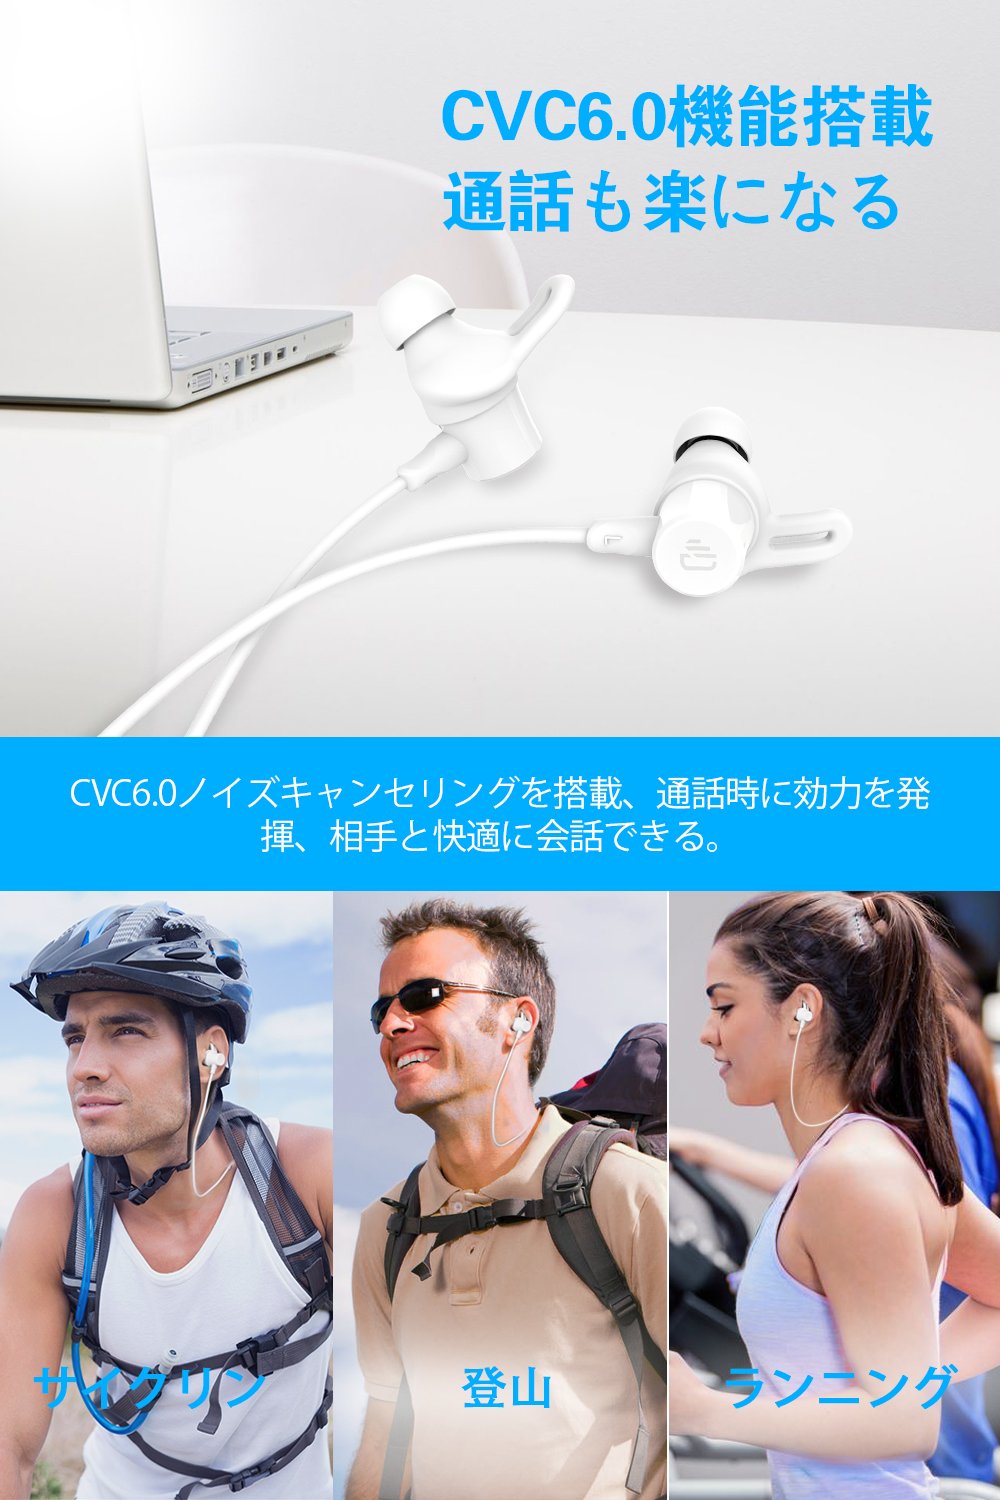 CVC6.0機能搭載
通話も楽になる
CVC6.0ノイズキャンセリングを搭載、通話時に効力を発
揮、相手と快適に会話できる。
サイクリン
登山
ランニング